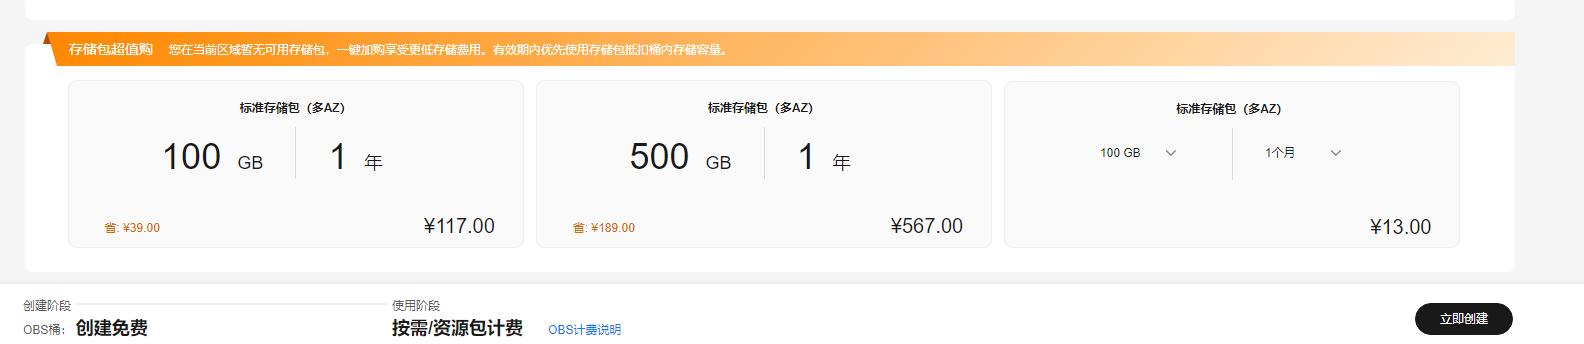 存储包超值购 您在当前区域暂无可用存储包，一键加购享受更低存储费用。有效期内优先使用存储包抵扣桶内存储容量。
标准存储包（多AZ）
100 GB 1 年
省: ¥39.00 ¥117.00
标准存储包（多AZ）
500 GB 1 年
省: ¥189.00 ¥567.00
标准存储包（多AZ）
100 GB 1个月
¥13.00
创建阶段 使用阶段
OBS桶: 创建免费 按需/资源包计费 OBS计费说明 立即创建